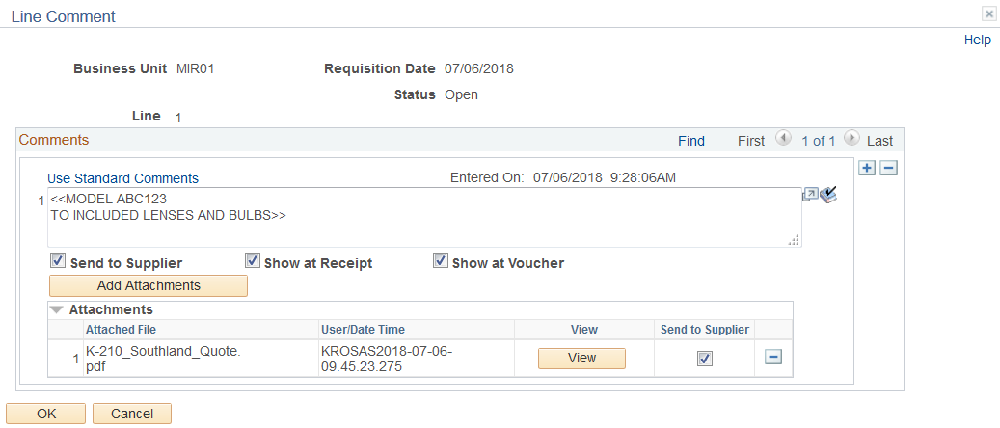 Line Comment
Help
Business Unit MIR01 Requisition Date 07/06/2018
Status Open
Line 1
Comments Find First 1 of 1 Last
Use Standard Comments Entered On: 07/06/2018 9:28:06AM
1 <<MODEL ABC123
TO INCLUDED LENSES AND BULBS>>
Send to Supplier Show at Receipt Show at Voucher
Add Attachments
Attachments
Attached File User/Date Time View Send to Supplier
1 K-210_Southland_Quote. KROSAS2018-07-06- View
pdf 09.45.23.275
OK Cancel